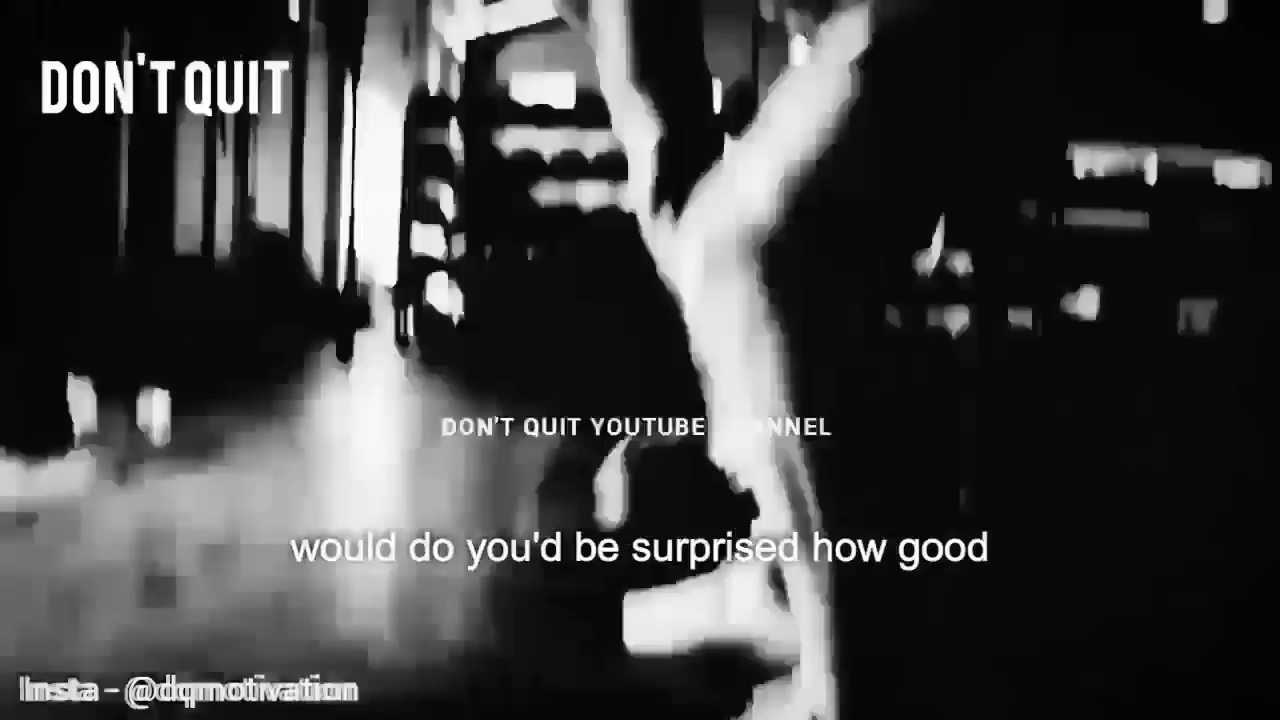 DON'T QUIT
DON'T QUIT YOUTUBE
would do you'd be surprised how good
Insta - @dqmotivation